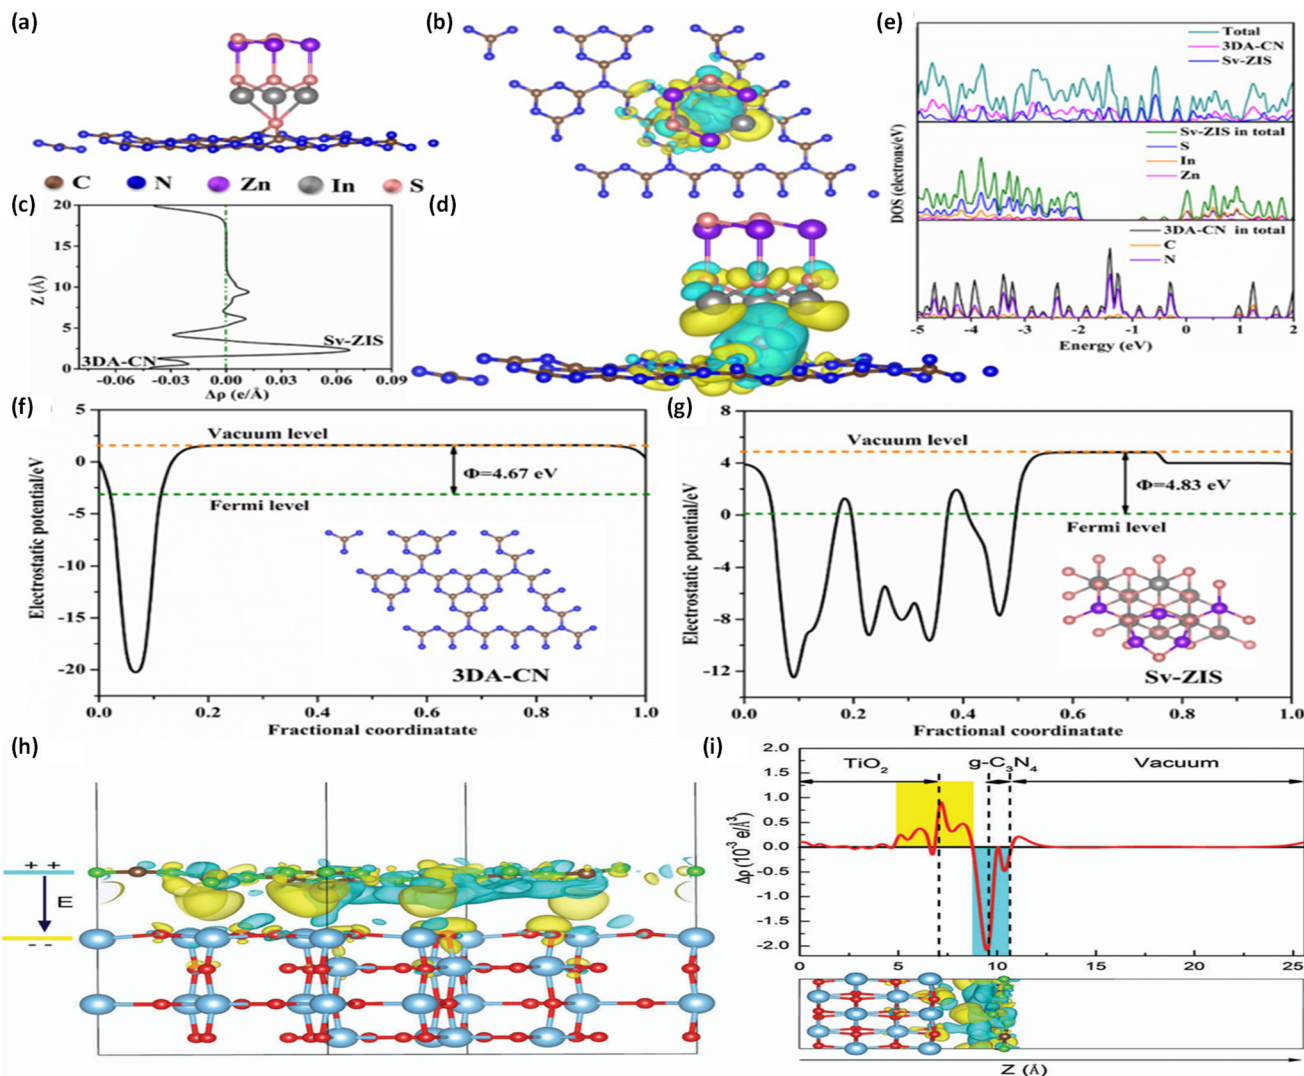 (a)
C N Zn In S
(b)
(c)
20
15
10
5
0
Z (Å)
Sv-ZIS
3DA-CN
-0.06 -0.03 0.00 0.03 0.06 0.09
Δρ (e/Å)
(d)
(e)
Total
3DA-CN
Sv-ZIS
Sv-ZIS in total
S
In
Zn
3DA-CN in total
C
N
DOS (electrons/eV)
-5 -4 -3 -2 -1 0 1 2
Energy (eV)
(f)
5
0
-5
-10
-15
-20
Electrostatic potential/eV
Vacuum level
Φ=4.67 eV
Fermi level
3DA-CN
0.0 0.2 0.4 0.6 0.8 1.0
Fractional coordinatate
(g)
8
4
0
-4
-8
-12
Electrostatic potential/eV
Vacuum level
Φ=4.83 eV
Fermi level
Sv-ZIS
0.0 0.2 0.4 0.6 0.8 1.0
Fractional coordinatate
(h)
+ +
E
- -
(i)
2.0
1.5
1.0
0.5
0.0
-0.5
-1.0
-1.5
-2.0
Δρ (10⁻³ e/Å³)
TiO₂ g-C₃N₄ Vacuum
0 5 10 15 20 25
Z (Å)